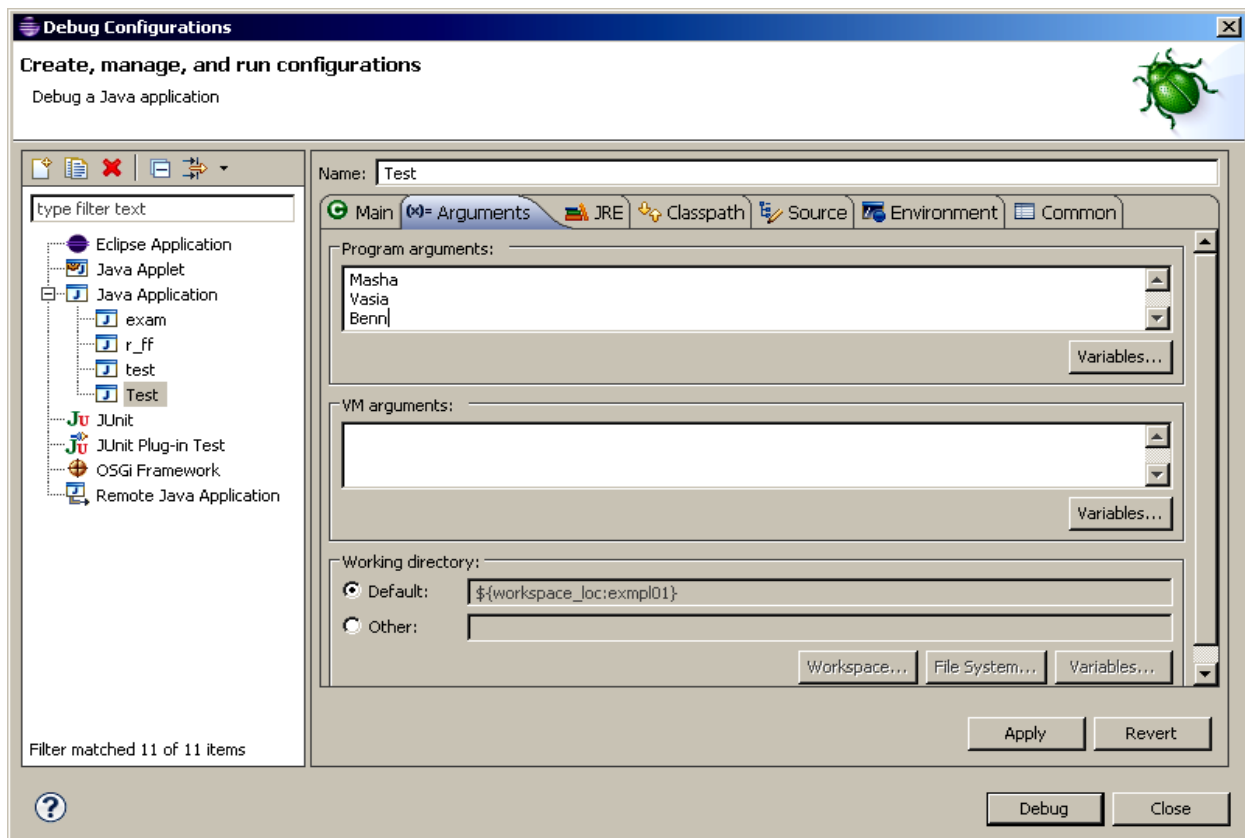 Debug Configurations
Create, manage, and run configurations
Debug a Java application
type filter text
Eclipse Application
Java Applet
Java Application
exam
r_ff
test
Test
JUnit
JUnit Plug-in Test
OSGi Framework
Remote Java Application
Filter matched 11 of 11 items
Name: Test
Main (x)= Arguments JRE Classpath Source Environment Common
Program arguments:
Masha
Vasia
Benn
Variables...
VM arguments:
Variables...
Working directory:
Default: ${workspace_loc:exmpl01}
Other:
Workspace... File System... Variables...
Apply Revert
Debug Close